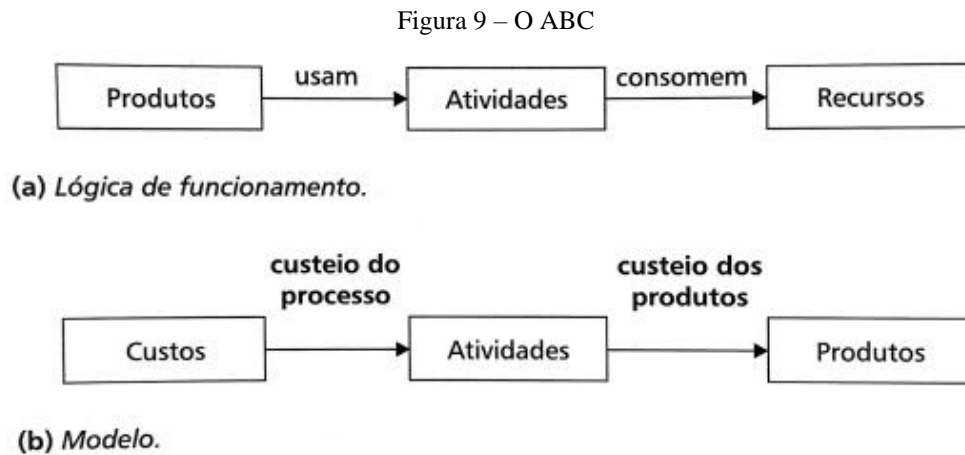 Figura 9 – O ABC
usam
consomem
Produtos
Atividades
Recursos
(a) Lógica de funcionamento.
custeio do
processo
custeio dos
produtos
Custos
Atividades
Produtos
(b) Modelo.